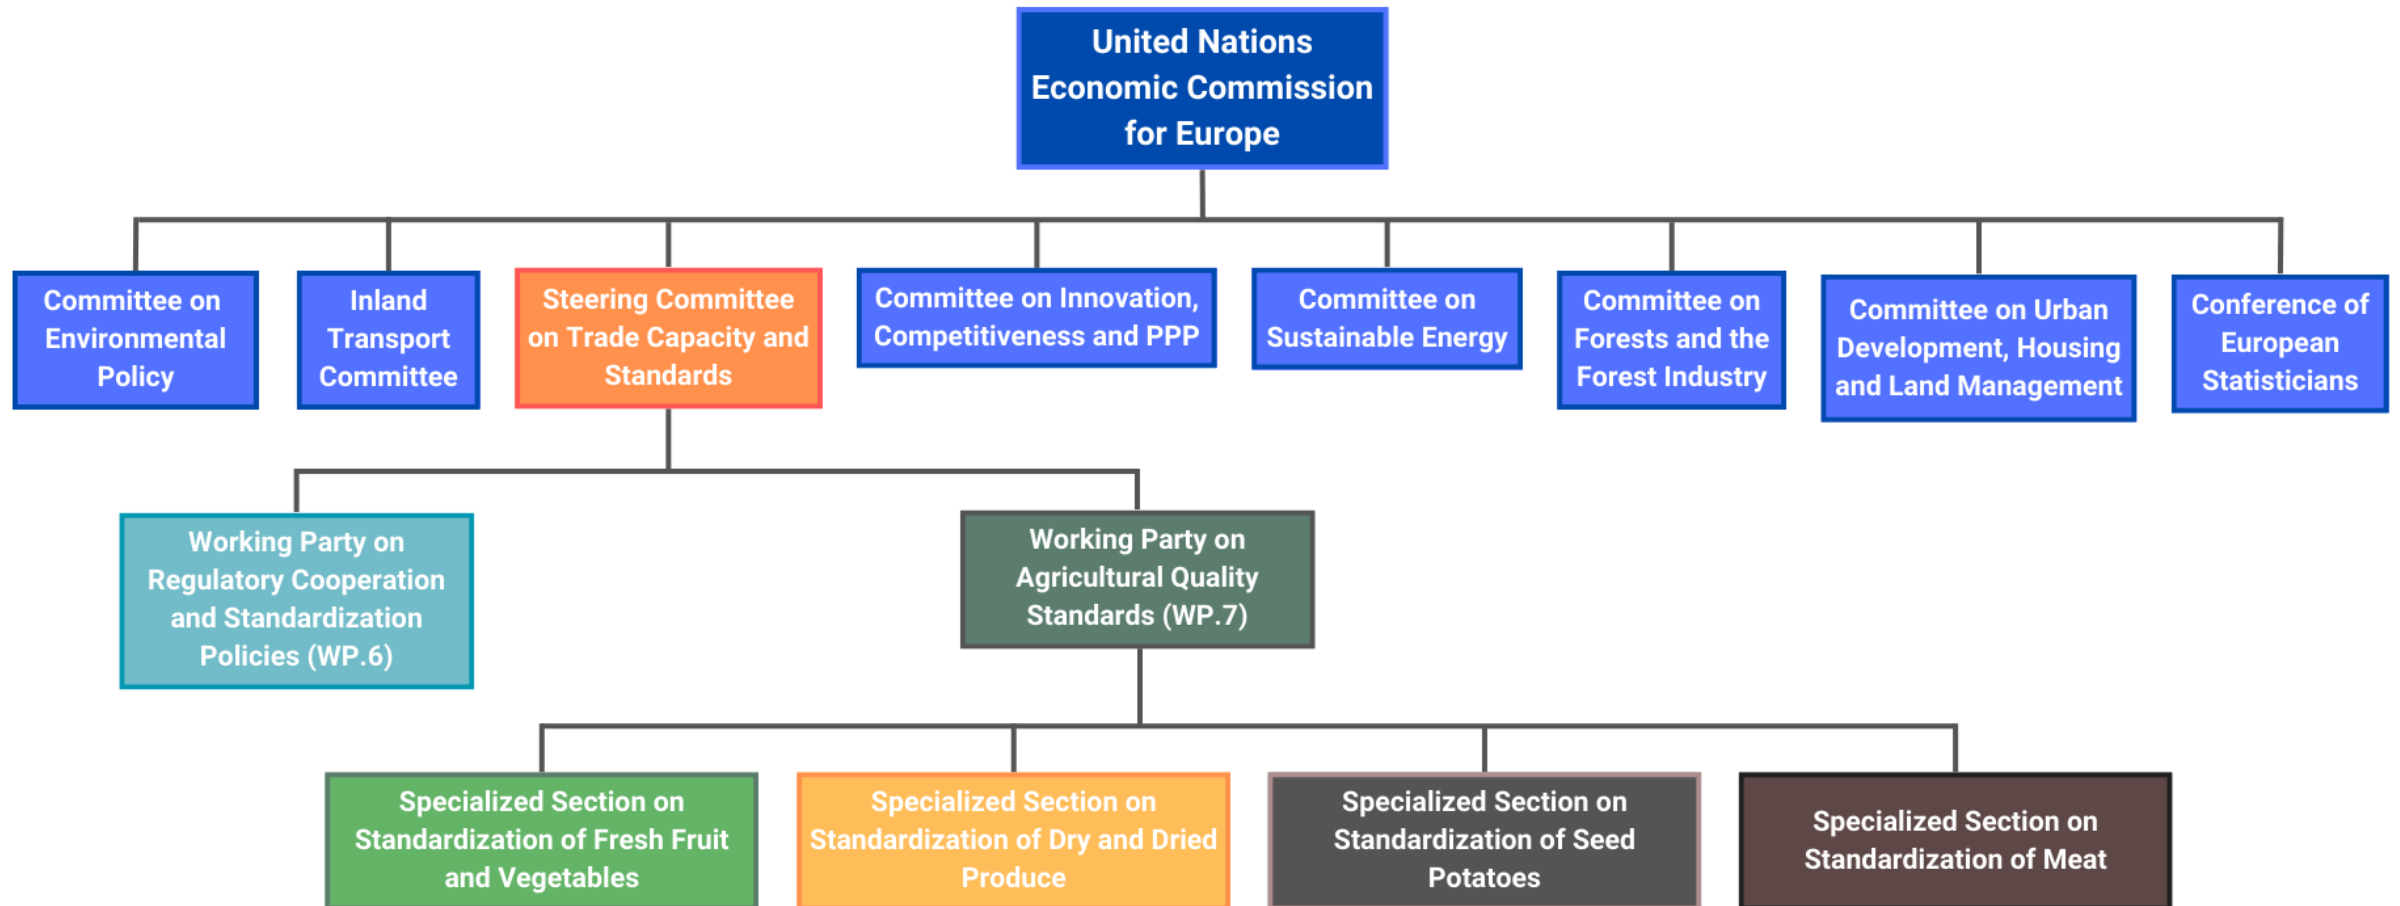 United Nations
Economic Commission
for Europe
Committee on
Environmental
Policy
Inland
Transport
Committee
Steering Committee
on Trade Capacity and
Standards
Committee on Innovation,
Competitiveness and PPP
Committee on
Sustainable Energy
Committee on
Forests and the
Forest Industry
Committee on Urban
Development, Housing
and Land Management
Conference of
European
Statisticians
Working Party on
Regulatory Cooperation
and Standardization
Policies (WP.6)
Working Party on
Agricultural Quality
Standards (WP.7)
Specialized Section on
Standardization of Fresh Fruit
and Vegetables
Specialized Section on
Standardization of Dry and Dried
Produce
Specialized Section on
Standardization of Seed
Potatoes
Specialized Section on
Standardization of Meat